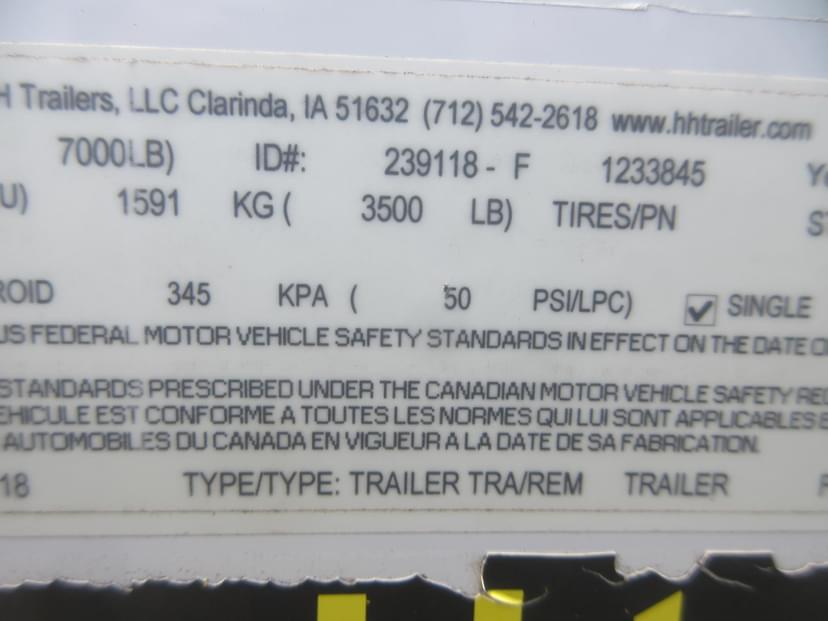 H Trailers, LLC Clarinda, IA 51632 (712) 542-2618 www.hhtrailer.com
7000LB) ID#: 239118 - F 1233845
U) 1591 KG ( 3500 LB) TIRES/PN
ROID 345 KPA ( 50 PSI/LPC) SINGLE
US FEDERAL MOTOR VEHICLE SAFETY STANDARDS IN EFFECT ON THE DATE O
STANDARDS PRESCRIBED UNDER THE CANADIAN MOTOR VEHICLE SAFETY
EHICULE EST CONFORME A TOUTES LES NORMES QUI LUI SONT APPLICABLES
AUTOMOBILES DU CANADA EN VIGUEUR A LA DATE DE SA FABRICATION.
18 TYPE/TYPE: TRAILER TRA/REM TRAILER